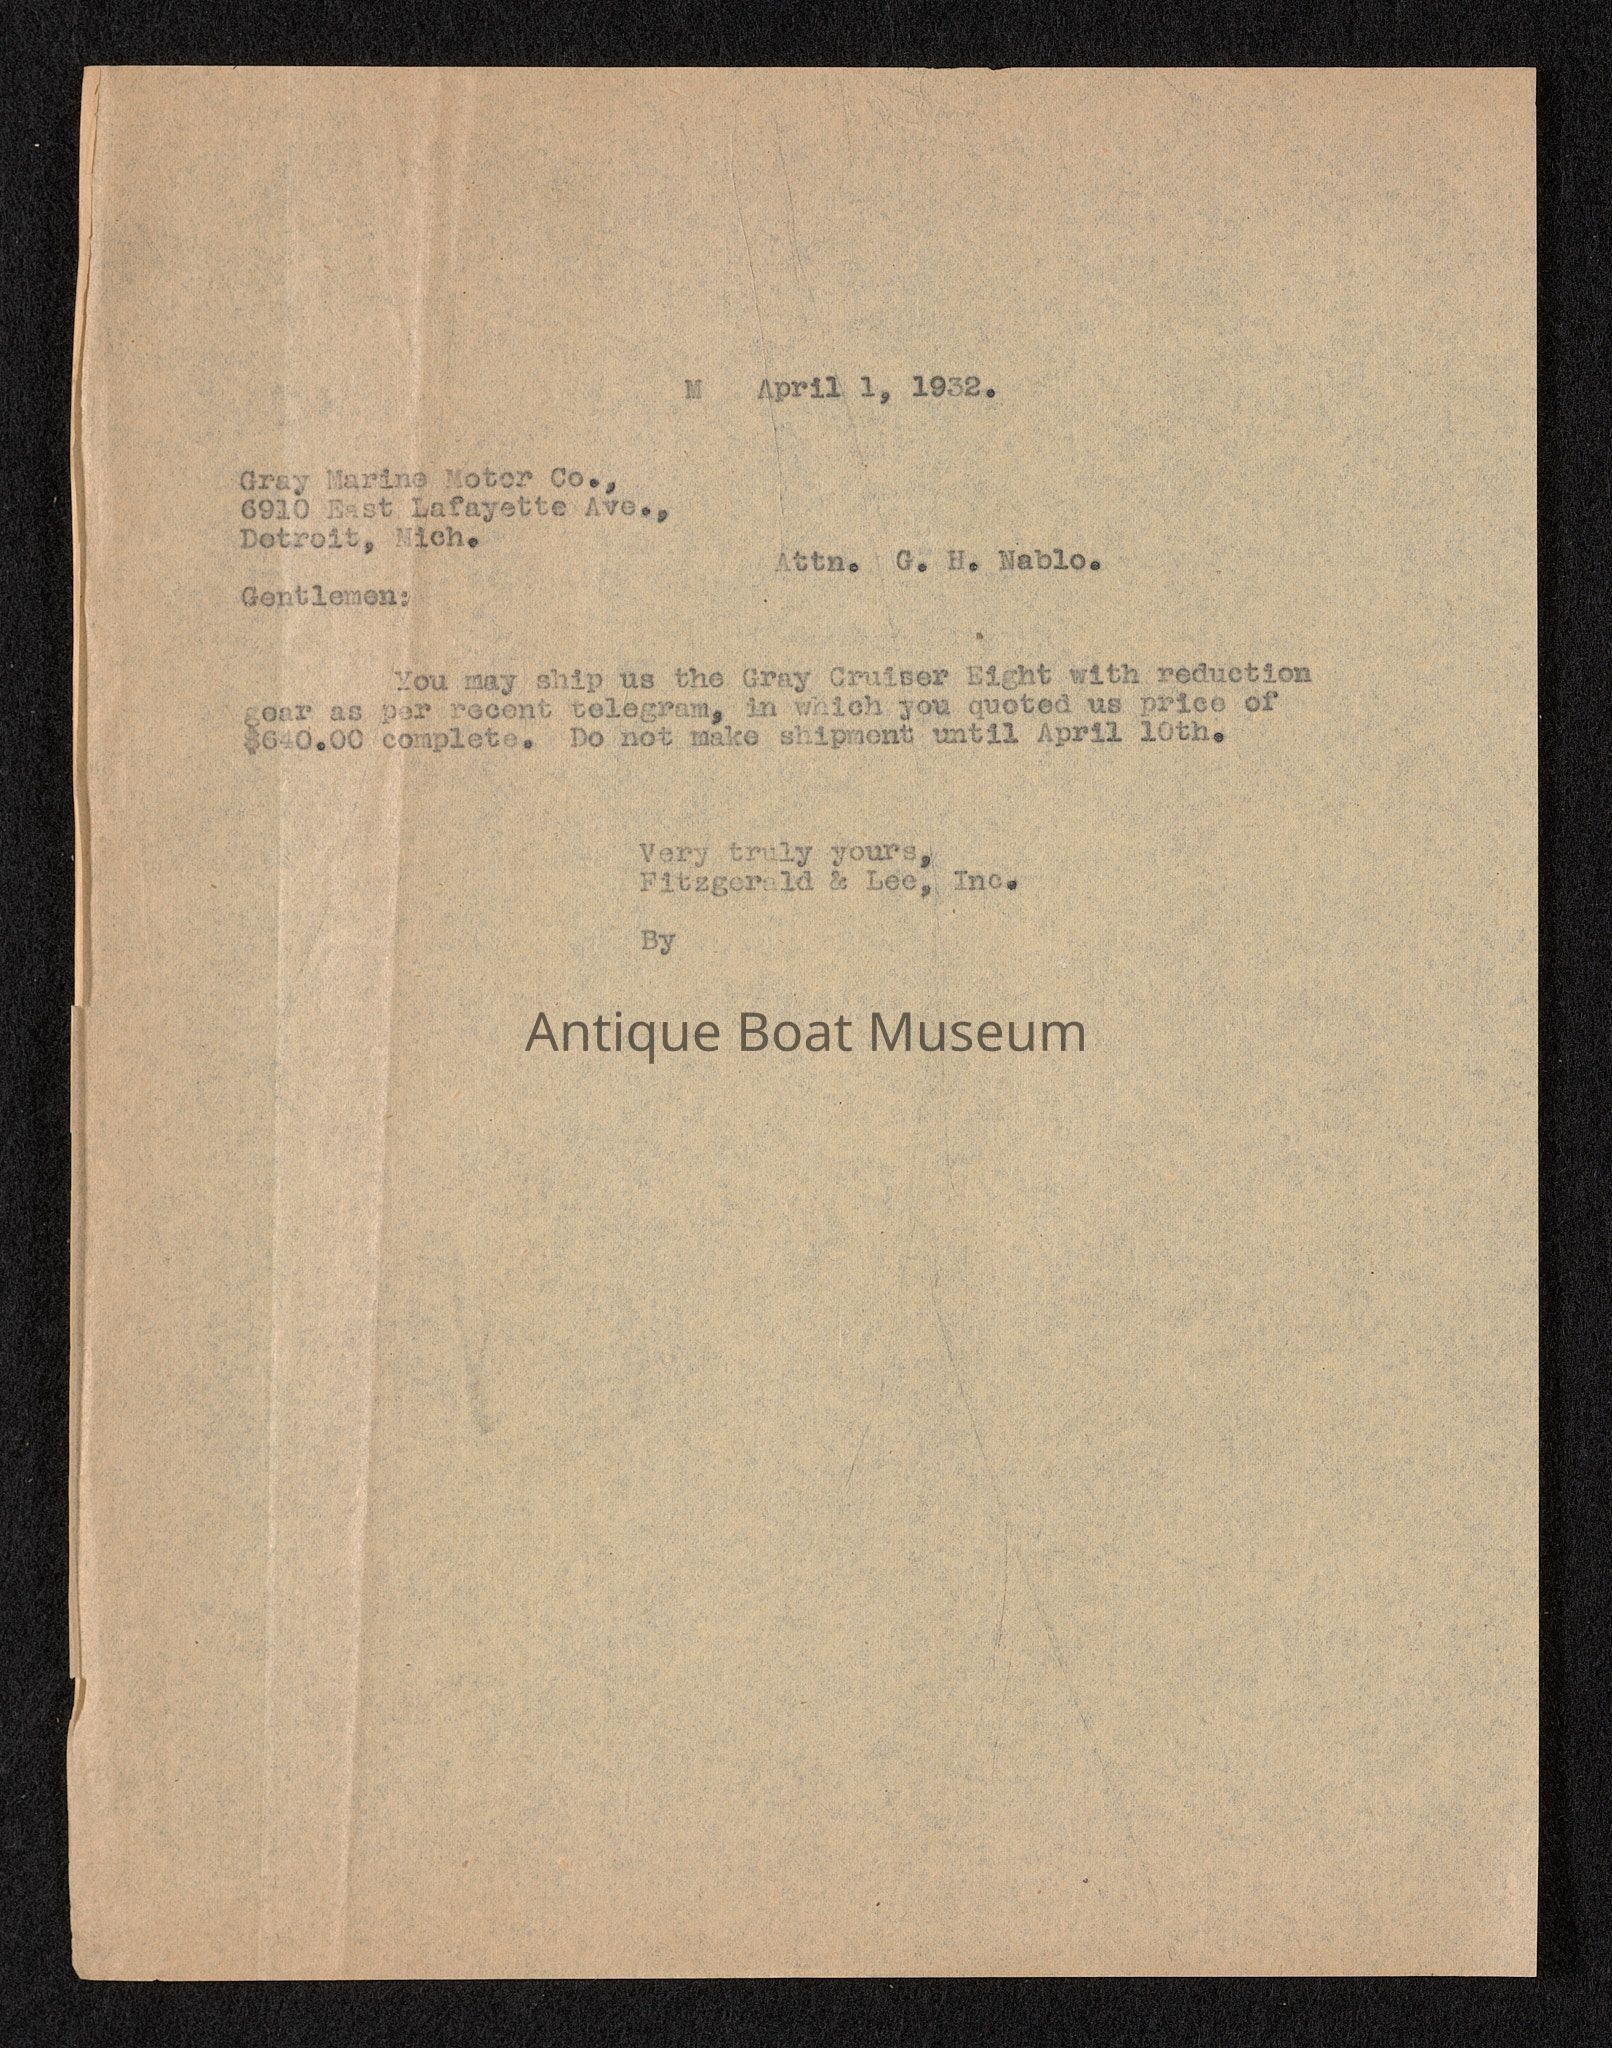 M April 1, 1932.
Gray Marine Motor Co.,
6910 East Lafayette Ave.,
Detroit, Mich.
Attn. G. H. Nablo.
Gentlemen:
You may ship us the Gray Cruiser Eight with reduction
gear as per recent telegram, in which you quoted us price of
$640.00 complete. Do not make shipment until April 10th.
Very truly yours,
Fitzgerald & Lee, Inc.
By
Antique Boat Museum